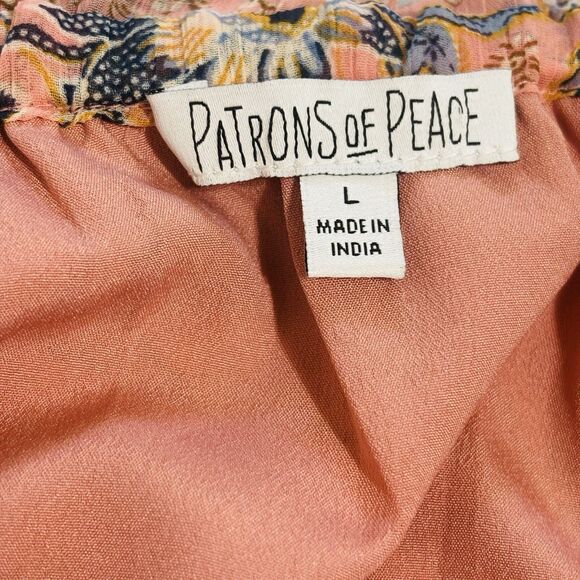 PATRONS OF PEACE
L
MADE IN
INDIA